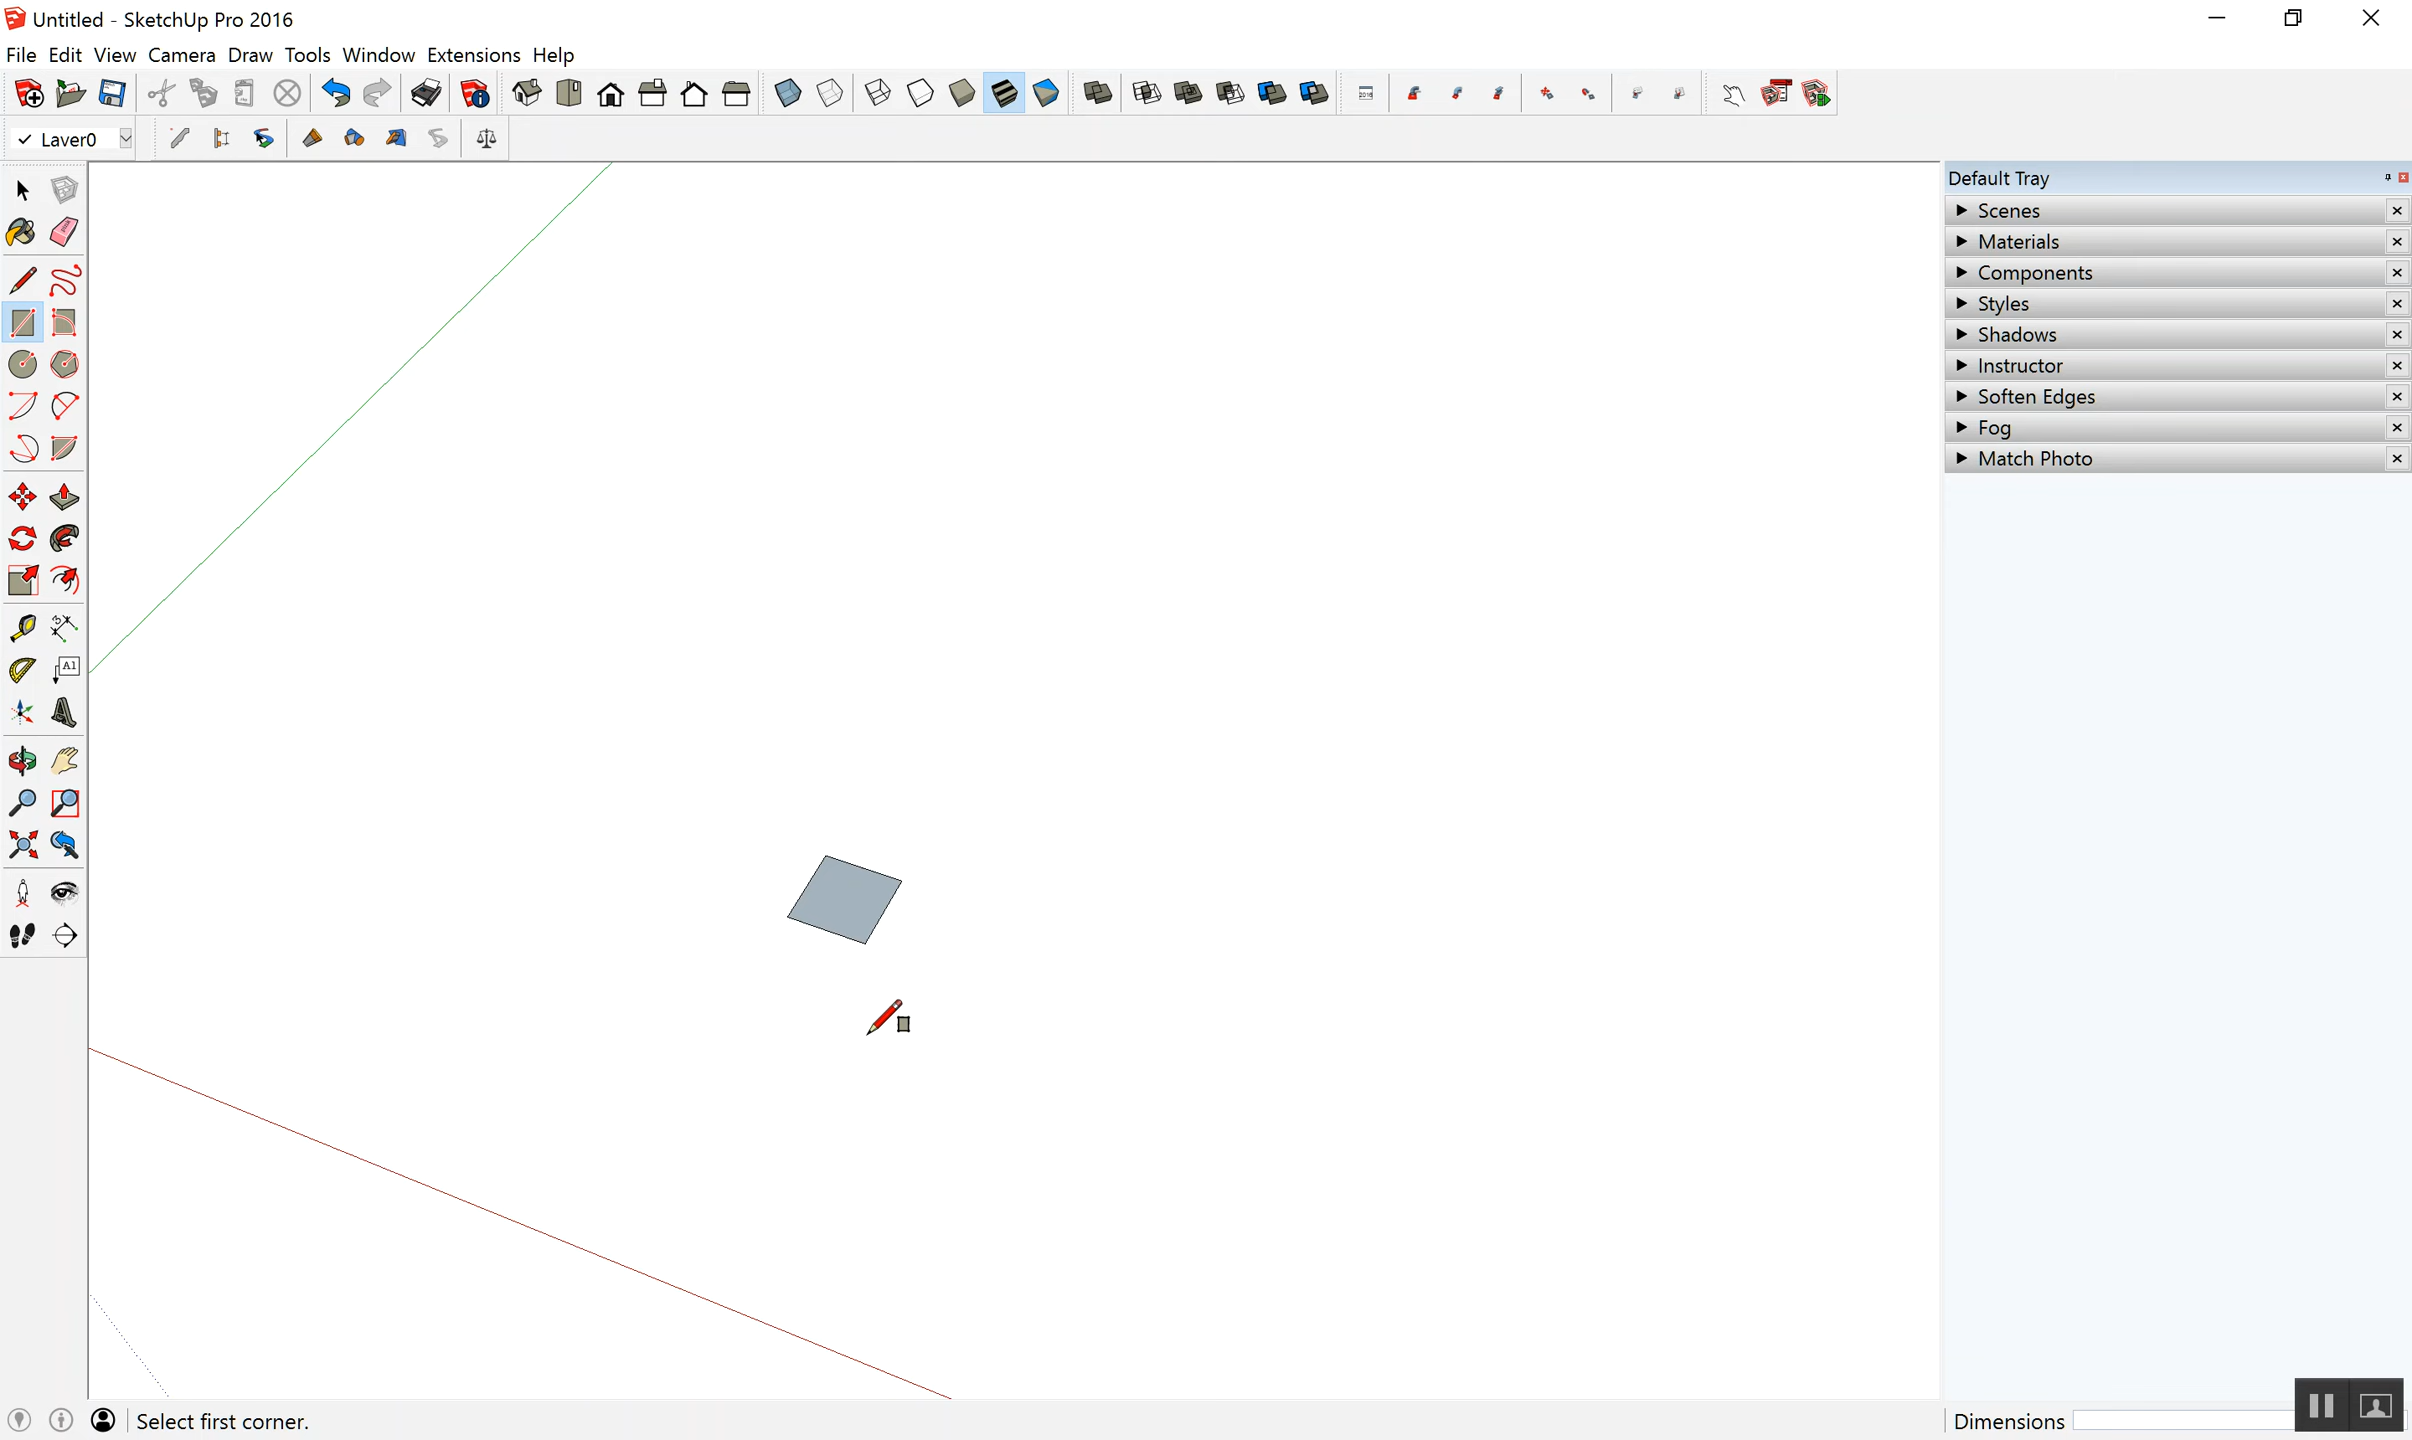 Untitled - SketchUp Pro 2016
File Edit View Camera Draw Tools Window Extensions Help
Layer0
Default Tray
Scenes
Materials
Components
Styles
Shadows
Instructor
Soften Edges
Fog
Match Photo
A1
Select first corner.
Dimensions